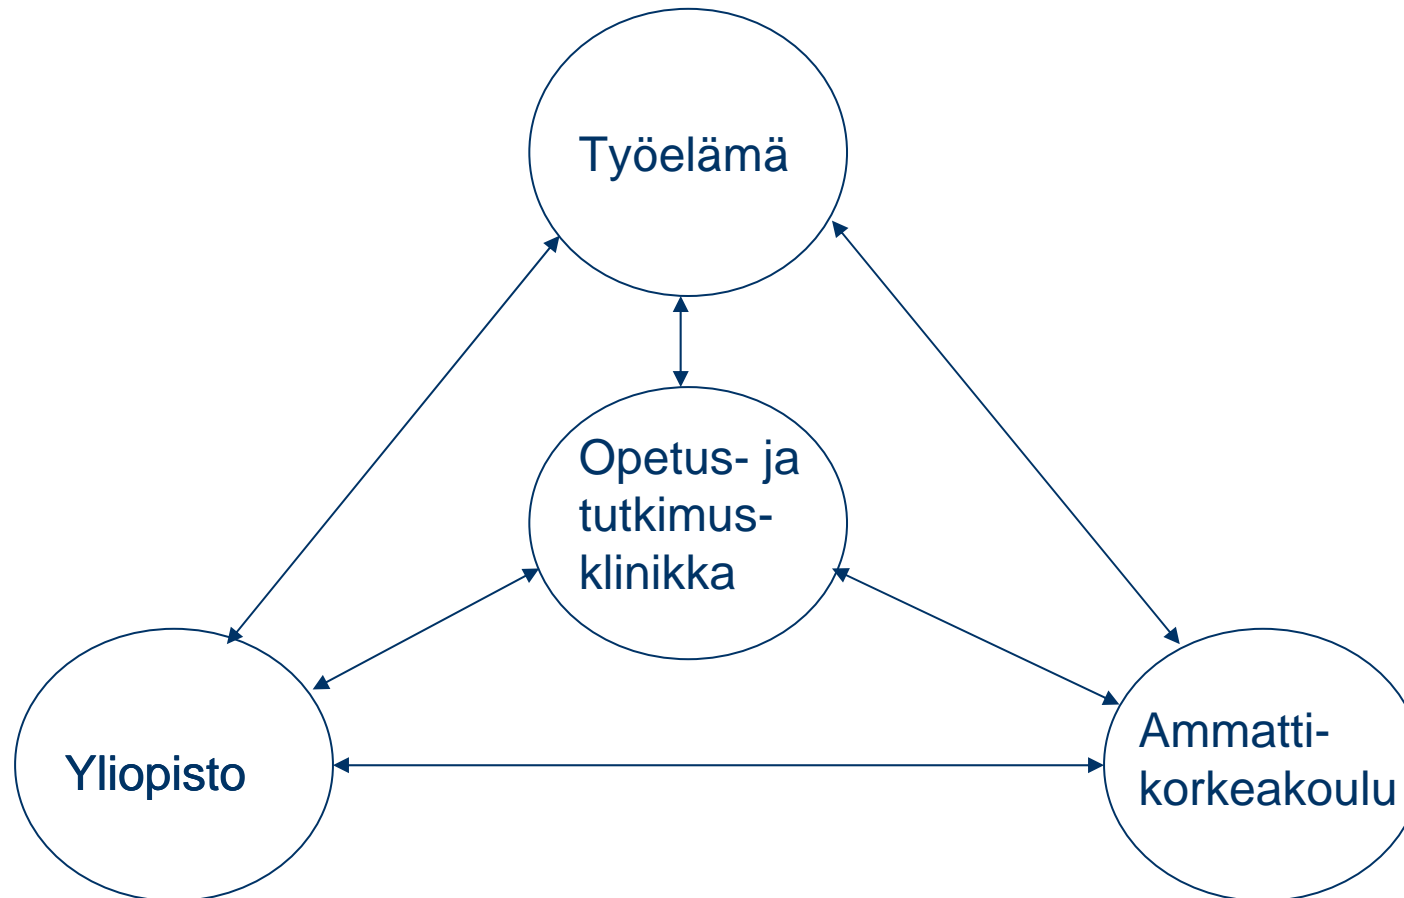 Työelämä
Opetus- ja
tutkimus-
klinikka
Yliopisto
Ammatti-
korkeakoulu